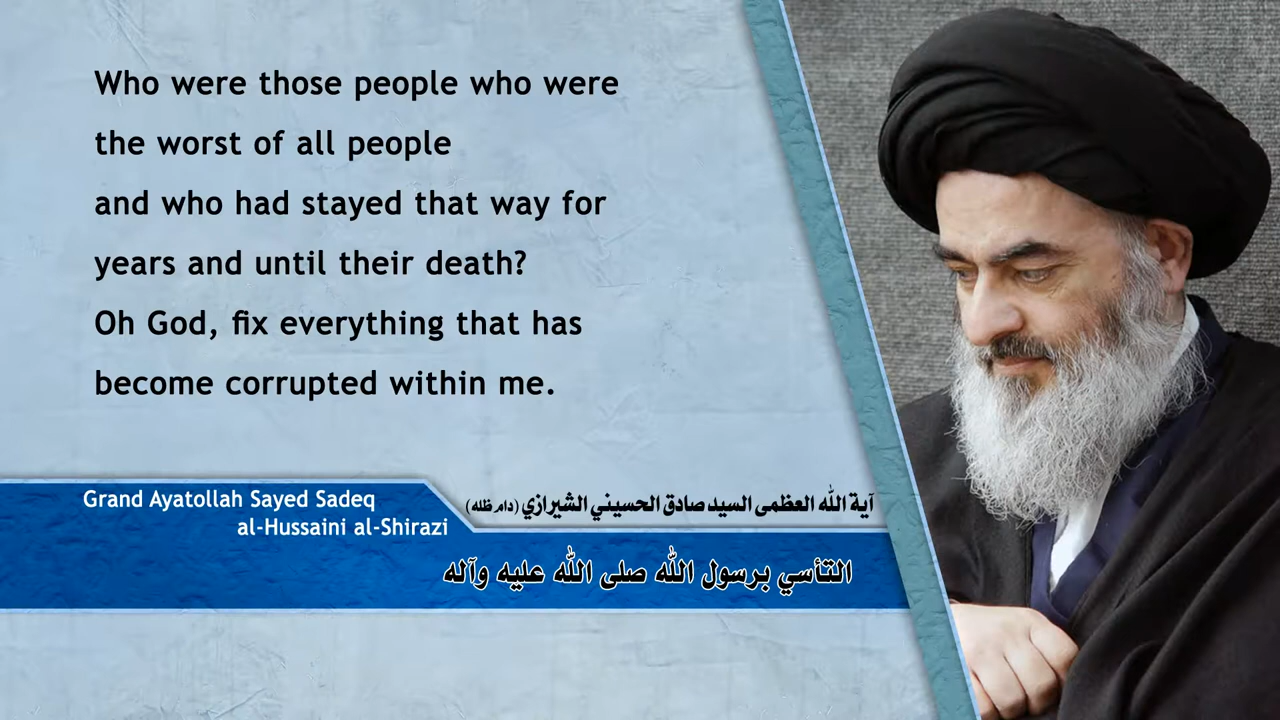 Who were those people who were
the worst of all people
and who had stayed that way for
years and until their death?
Oh God, fix everything that has
become corrupted within me.
Grand Ayatollah Sayed Sadeq
al-Hussaini al-Shirazi
آية الله العظمى السيد صادق الحسيني الشيرازي (دام ظله)
التأسي برسول الله صلى الله عليه وآله